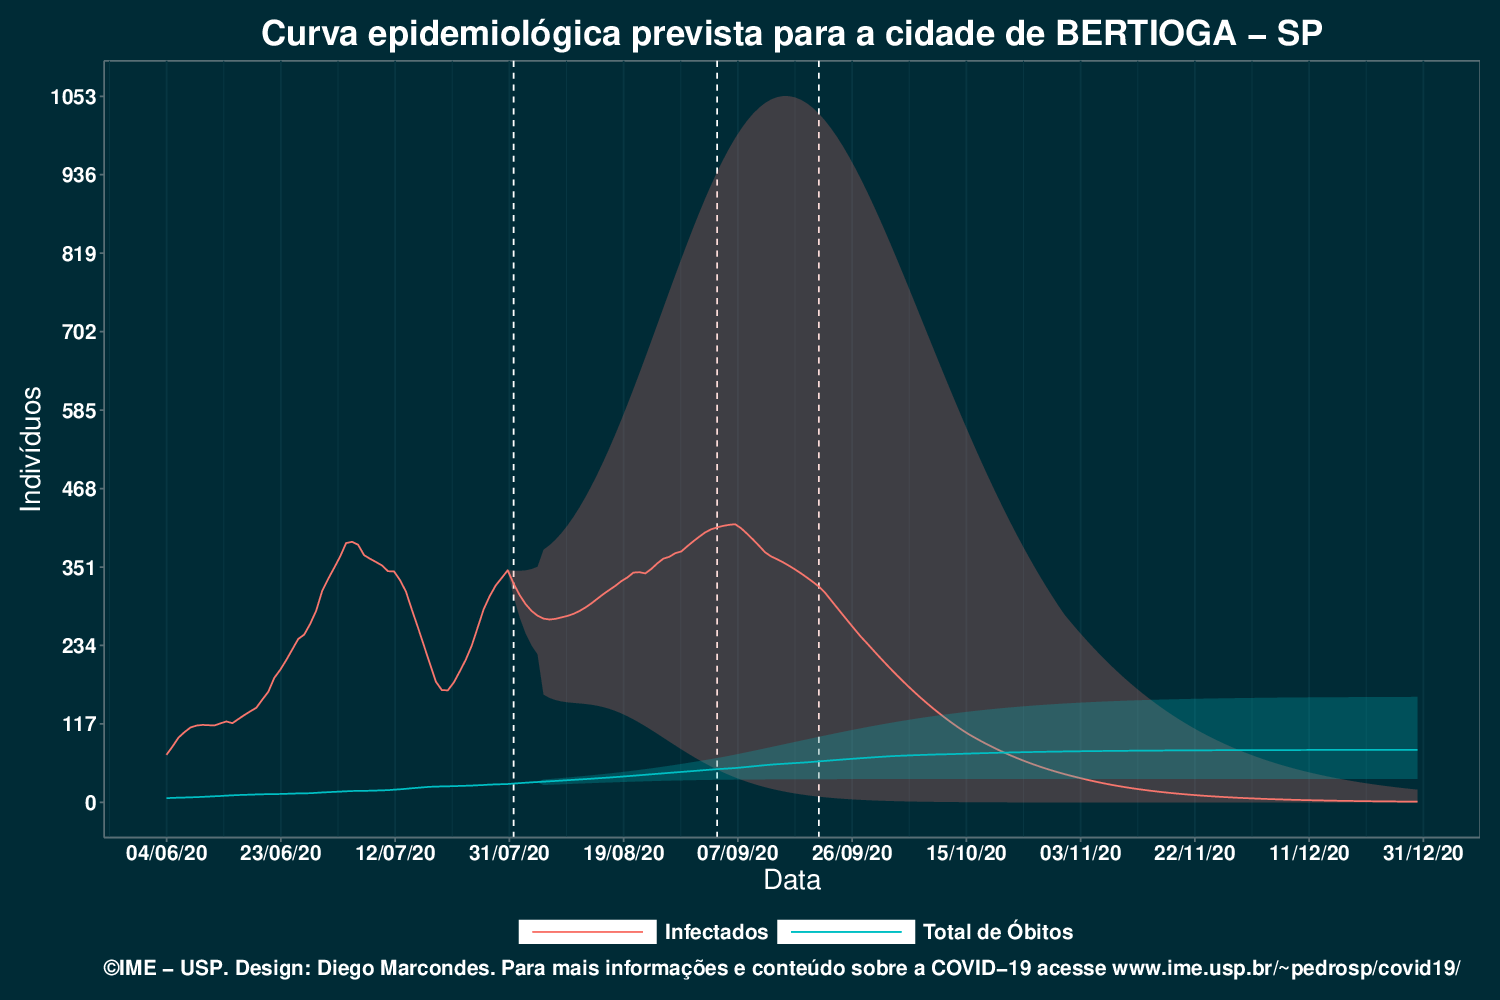 Curva epidemiológica prevista para a cidade de BERTIOGA – SP
1053
936
819
702
585
468
351
234
117
0
Indivíduos
04/06/20 23/06/20 12/07/20 31/07/20 19/08/20 07/09/20 26/09/20 15/10/20 03/11/20 22/11/20 11/12/20 31/12/20
Data
Infectados Total de Óbitos
©IME – USP. Design: Diego Marcondes. Para mais informações e conteúdo sobre a COVID–19 acesse www.ime.usp.br/~pedrosp/covid19/